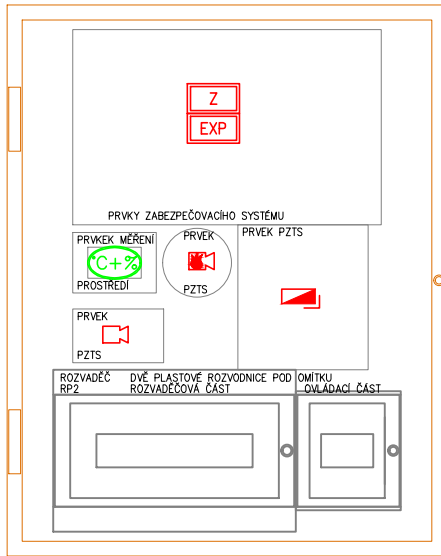 Z
EXP
PRVKY ZABEZPEČOVACÍHO SYSTÉMU
PRVKEK MĚŘENÍ
°C+%
PROSTŘEDÍ
PRVEK
PZTS
PRVEK PZTS
PRVEK
PZTS
ROZVADĚČ DVĚ PLASTOVÉ ROZVODNICE POD OMÍTKU
RP2 ROZVADĚČOVÁ ČÁST OVLÁDACÍ ČÁST